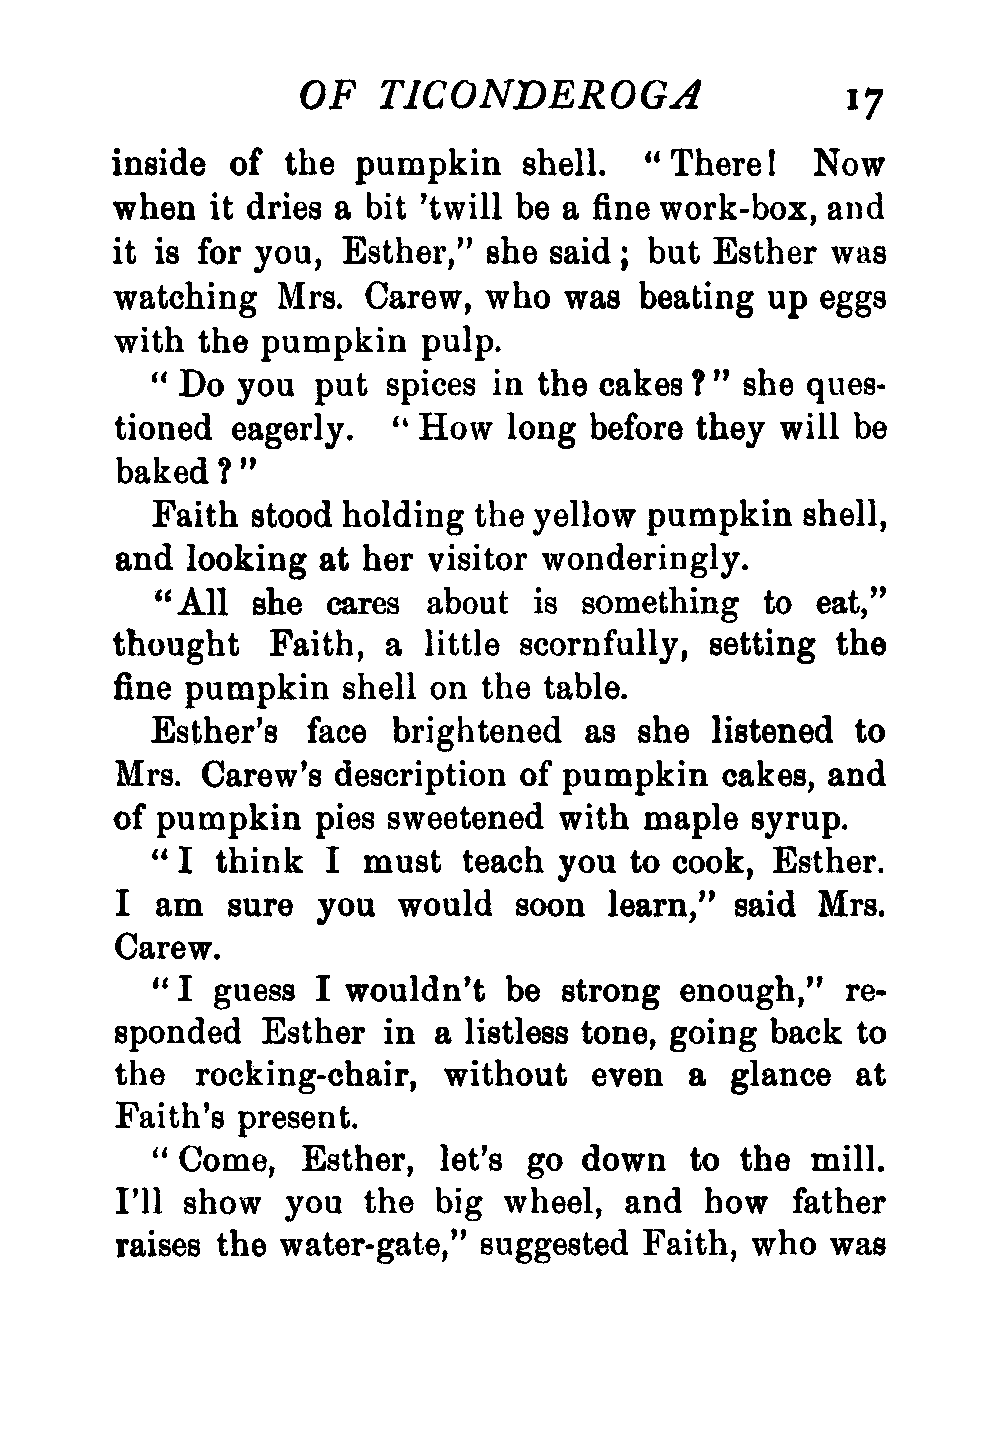 OF TICONDEROGA 17
inside of the pumpkin shell. “There! Now
when it dries a bit ’twill be a fine work-box, and
it is for you, Esther,” she said; but Esther was
watching Mrs. Carew, who was beating up eggs
with the pumpkin pulp.
“Do you put spices in the cakes?” she ques-
tioned eagerly. “How long before they will be
baked?”
Faith stood holding the yellow pumpkin shell,
and looking at her visitor wonderingly.
“All she cares about is something to eat,”
thought Faith, a little scornfully, setting the
fine pumpkin shell on the table.
Esther’s face brightened as she listened to
Mrs. Carew’s description of pumpkin cakes, and
of pumpkin pies sweetened with maple syrup.
“I think I must teach you to cook, Esther.
I am sure you would soon learn,” said Mrs.
Carew.
“I guess I wouldn’t be strong enough,” re-
sponded Esther in a listless tone, going back to
the rocking-chair, without even a glance at
Faith’s present.
“Come, Esther, let’s go down to the mill.
I’ll show you the big wheel, and how father
raises the water-gate,” suggested Faith, who was